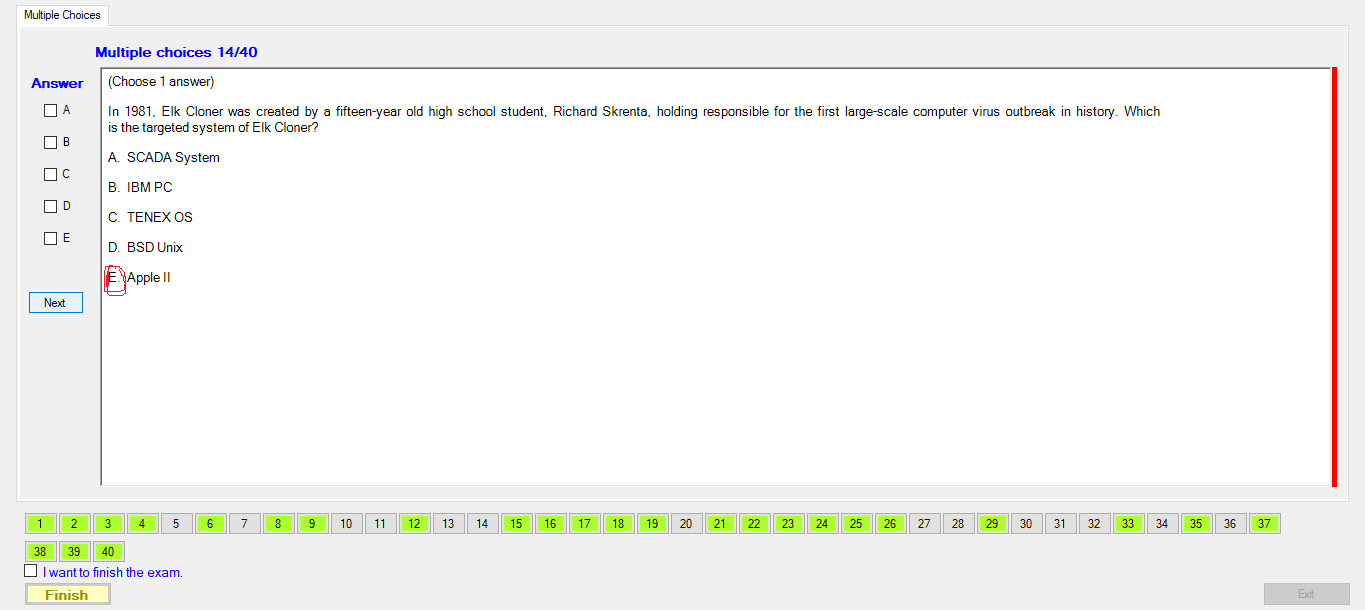 Multiple Choices
Multiple choices 14/40
Answer
A
B
C
D
E
Next
(Choose 1 answer)
In 1981, Elk Cloner was created by a fifteen-year old high school student, Richard Skrenta, holding responsible for the first large-scale computer virus outbreak in history. Which
is the targeted system of Elk Cloner?
A. SCADA System
B. IBM PC
C. TENEX OS
D. BSD Unix
E. Apple II
1 2 3 4 5 6 7 8 9 10 11 12 13 14 15 16 17 18 19 20 21 22 23 24 25 26 27 28 29 30 31 32 33 34 35 36 37
38 39 40
I want to finish the exam.
Finish
Exit